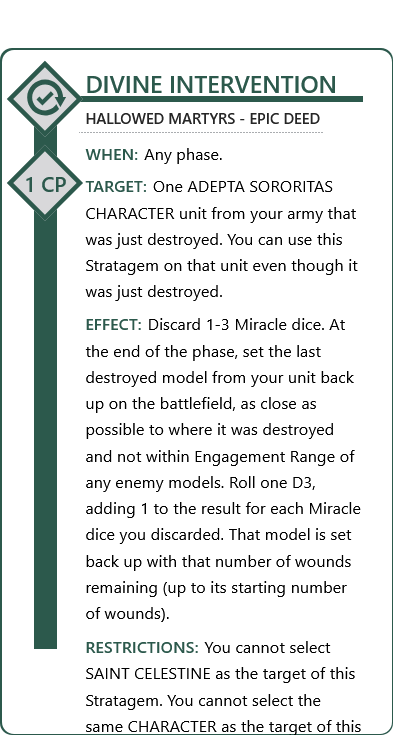 DIVINE INTERVENTION
HALLOWED MARTYRS - EPIC DEED
WHEN: Any phase.
1 CP
TARGET: One ADEPTA SORORITAS
CHARACTER unit from your army that
was just destroyed. You can use this
Stratagem on that unit even though it
was just destroyed.
EFFECT: Discard 1-3 Miracle dice. At
the end of the phase, set the last
destroyed model from your unit back
up on the battlefield, as close as
possible to where it was destroyed
and not within Engagement Range of
any enemy models. Roll one D3,
adding 1 to the result for each Miracle
dice you discarded. That model is set
back up with that number of wounds
remaining (up to its starting number
of wounds).
RESTRICTIONS: You cannot select
SAINT CELESTINE as the target of this
Stratagem. You cannot select the
same CHARACTER as the target of this